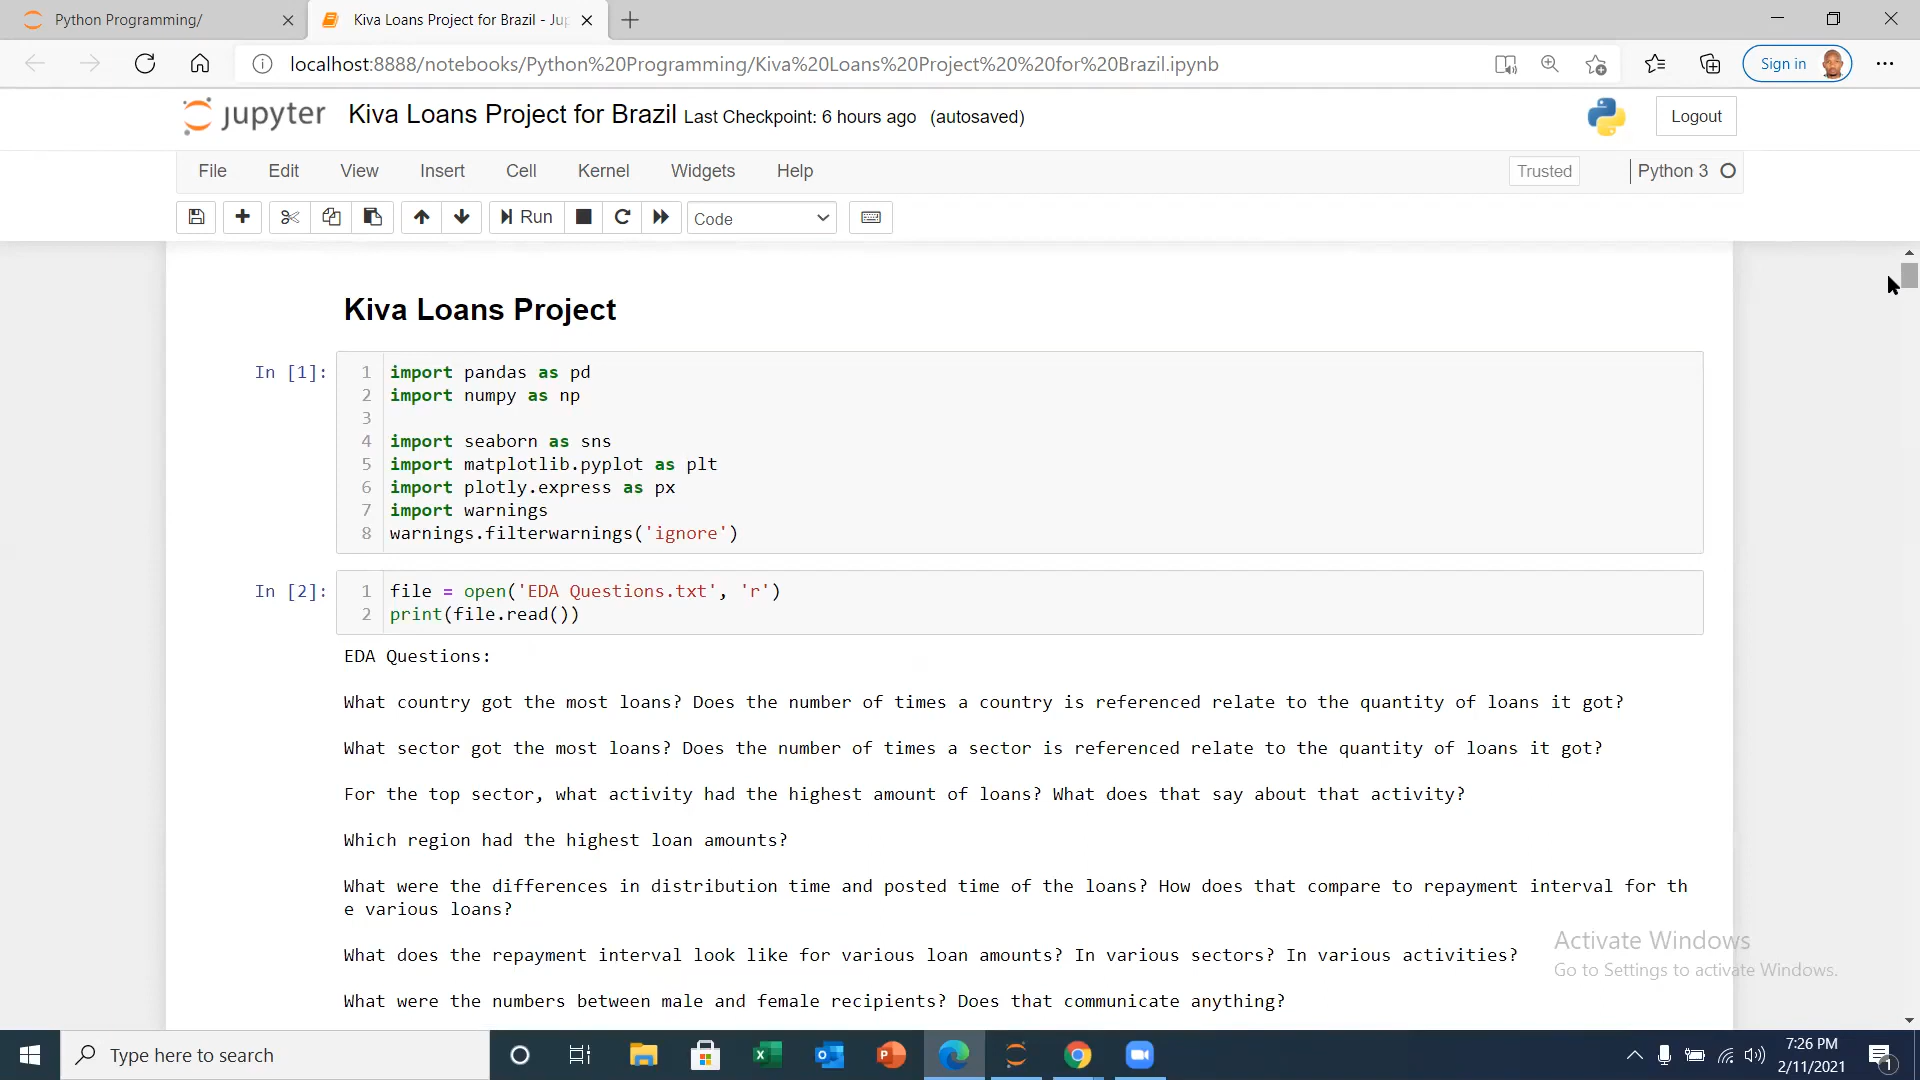 Python Programming/
Kiva Loans Project for Brazil - Jup
localhost:8888/notebooks/Python%20Programming/Kiva%20Loans%20Project%20%20for%20Brazil.ipynb
Sign in
jupyter Kiva Loans Project for Brazil Last Checkpoint: 6 hours ago (autosaved)
Logout
File Edit View Insert Cell Kernel Widgets Help
Trusted
Python 3
Run
Code
Kiva Loans Project
In [1]:
1 import pandas as pd
2 import numpy as np
3
4 import seaborn as sns
5 import matplotlib.pyplot as plt
6 import plotly.express as px
7 import warnings
8 warnings.filterwarnings('ignore')
In [2]:
1 file = open('EDA Questions.txt', 'r')
2 print(file.read())
EDA Questions:
What country got the most loans? Does the number of times a country is referenced relate to the quantity of loans it got?
What sector got the most loans? Does the number of times a sector is referenced relate to the quantity of loans it got?
For the top sector, what activity had the highest amount of loans? What does that say about that activity?
Which region had the highest loan amounts?
What were the differences in distribution time and posted time of the loans? How does that compare to repayment interval for th
e various loans?
What does the repayment interval look like for various loan amounts? In various sectors? In various activities?
What were the numbers between male and female recipients? Does that communicate anything?
Activate Windows
Go to Settings to activate Windows.
Type here to search
7:26 PM
2/11/2021
1